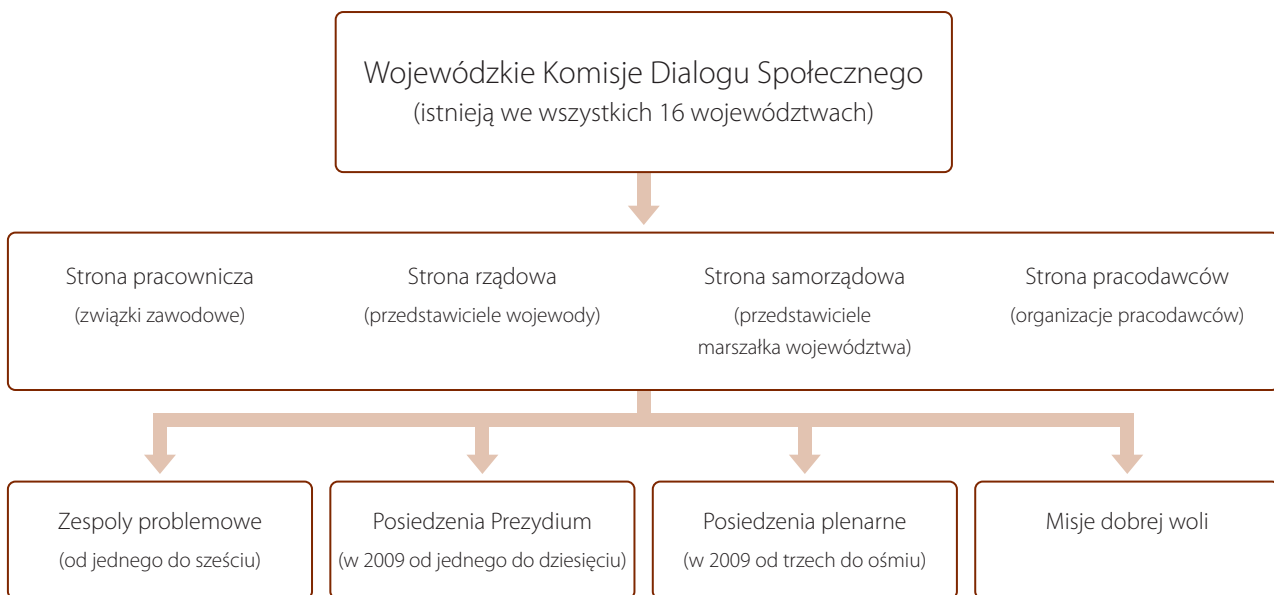 Wojewódzkie Komisje Dialogu Społecznego
(istnieją we wszystkich 16 województwach)
Strona pracownicza
(związki zawodowe)
Strona rządowa
(przedstawiciele wojewody)
Strona samorządowa
(przedstawiciele
marszałka województwa)
Strona pracodawców
(organizacje pracodawców)
Zespoly problemowe
(od jednego do sześciu)
Posiedzenia Prezydium
(w 2009 od jednego do dziesięciu)
Posiedzenia plenarne
(w 2009 od trzech do ośmiu)
Misje dobrej woli